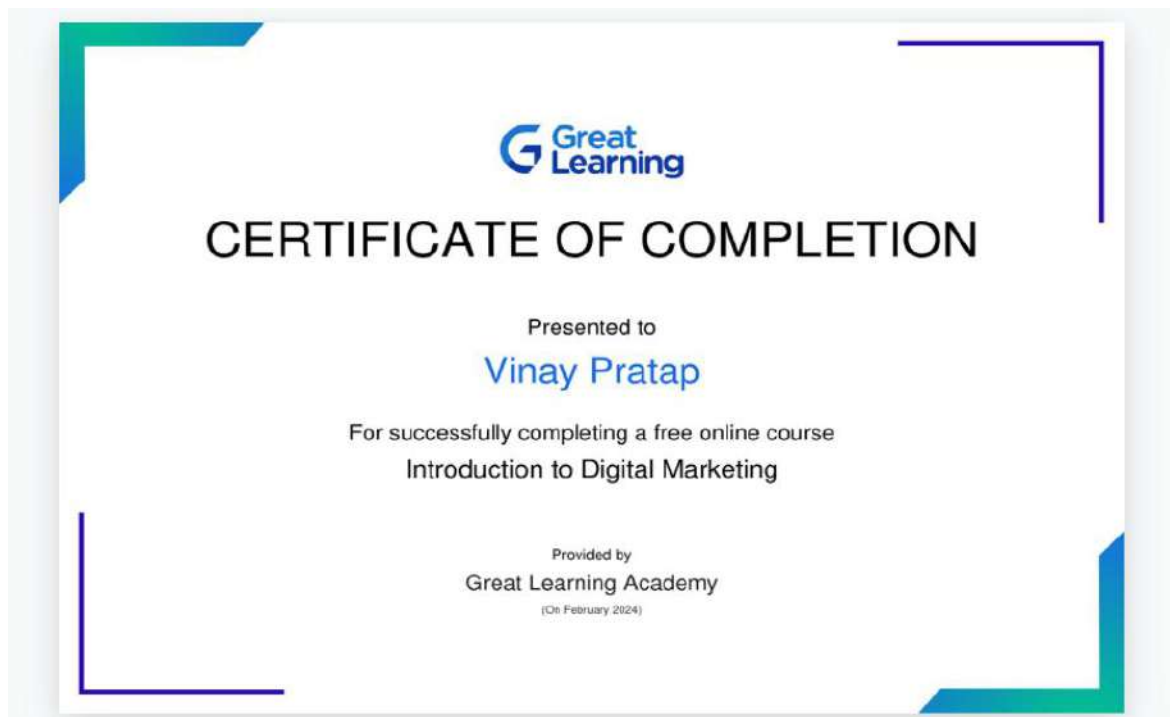 Great
Learning
CERTIFICATE OF COMPLETION
Presented to
Vinay Pratap
For successfully completing a free online course
Introduction to Digital Marketing
Provided by
Great Learning Academy
(On February 2024)